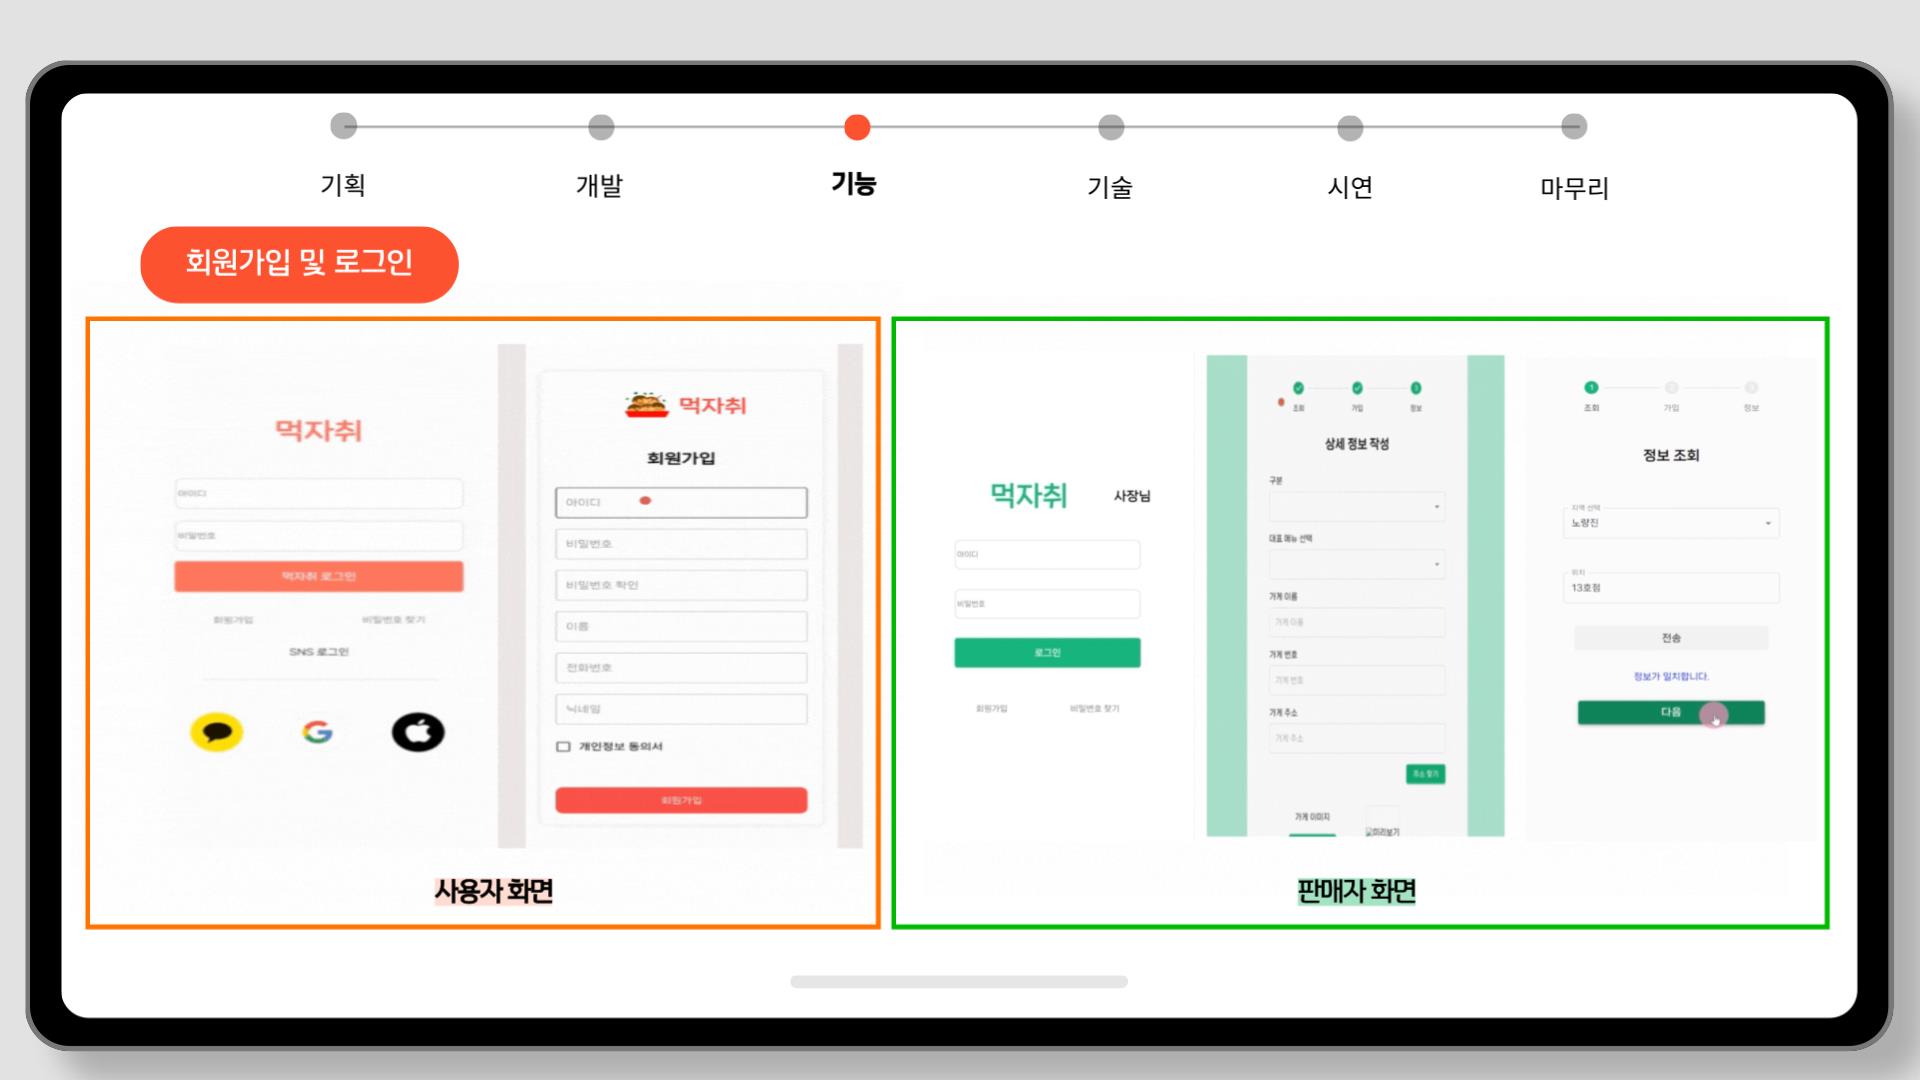 기획
개발
기능
기술
시연
마무리
회원가입 및 로그인
먹자취
아이디
비밀번호
먹자취 로그인
회원가입
비밀번호 찾기
SNS 로그인
먹자취
회원가입
아이디
비밀번호
비밀번호 확인
이름
전화번호
닉네임
개인정보 동의서
회원가입
사용자 화면
먹자취 사장님
아이디
비밀번호
로그인
회원가입
비밀번호 찾기
조회
가입
정보
상세 정보 작성
구분
대표 메뉴 선택
가게 이름
가게 이름
가게 번호
가게 번호
가게 주소
가게 주소
주소 찾기
가게 이미지
미리보기
1
2
3
조회
가입
정보
정보 조회
지역 선택
노량진
위치
13호점
전송
정보가 일치합니다.
다음
판매자 화면